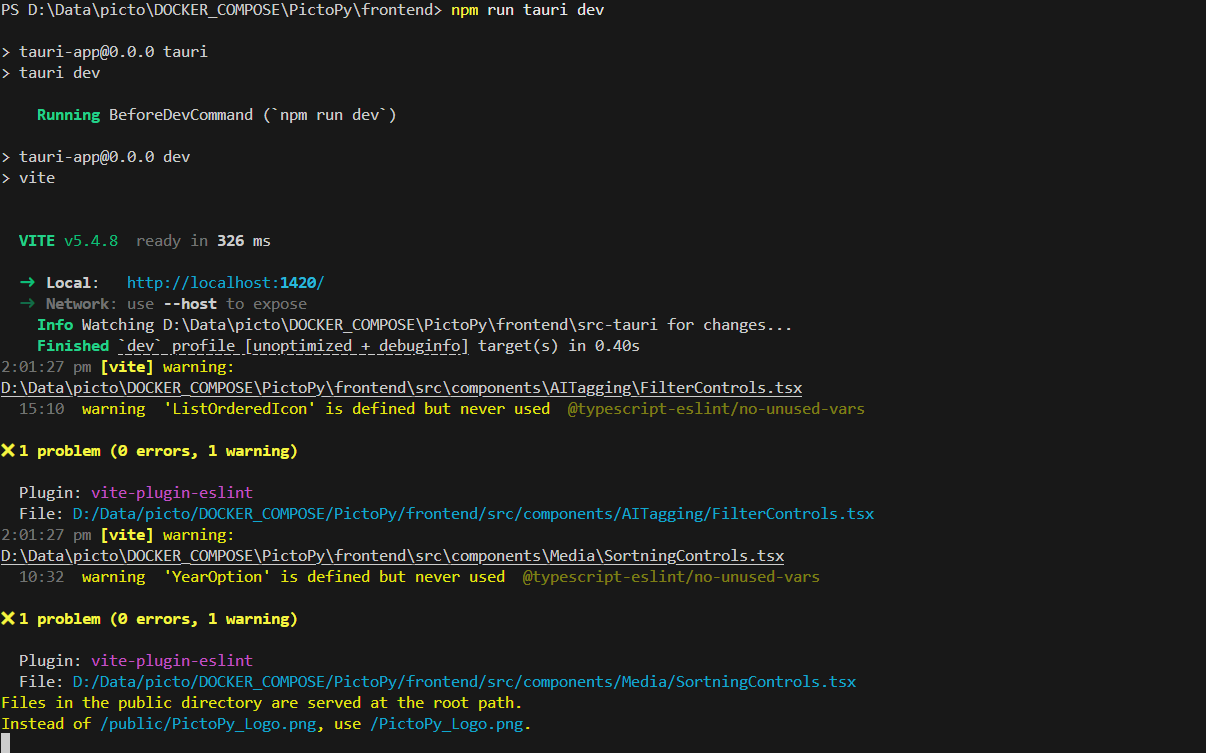 PS D:\Data\picto\DOCKER_COMPOSE\PictoPy\frontend> npm run tauri dev
> tauri-app@0.0.0 tauri
> tauri dev
Running BeforeDevCommand (`npm run dev`)
> tauri-app@0.0.0 dev
> vite
VITE v5.4.8 ready in 326 ms
➜ Local: http://localhost:1420/
➜ Network: use --host to expose
Info Watching D:\Data\picto\DOCKER_COMPOSE\PictoPy\frontend\src-tauri for changes...
Finished `dev` profile [unoptimized + debuginfo] target(s) in 0.40s
2:01:27 pm [vite] warning:
D:\Data\picto\DOCKER_COMPOSE\PictoPy\frontend\src\components\AITagging\FilterControls.tsx
15:10 warning 'ListOrderedIcon' is defined but never used @typescript-eslint/no-unused-vars
✖ 1 problem (0 errors, 1 warning)
Plugin: vite-plugin-eslint
File: D:/Data/picto/DOCKER_COMPOSE/PictoPy/frontend/src/components/AITagging/FilterControls.tsx
2:01:27 pm [vite] warning:
D:\Data\picto\DOCKER_COMPOSE\PictoPy\frontend\src\components\Media\SortningControls.tsx
10:32 warning 'YearOption' is defined but never used @typescript-eslint/no-unused-vars
✖ 1 problem (0 errors, 1 warning)
Plugin: vite-plugin-eslint
File: D:/Data/picto/DOCKER_COMPOSE/PictoPy/frontend/src/components/Media/SortningControls.tsx
Files in the public directory are served at the root path.
Instead of /public/PictoPy_Logo.png, use /PictoPy_Logo.png.